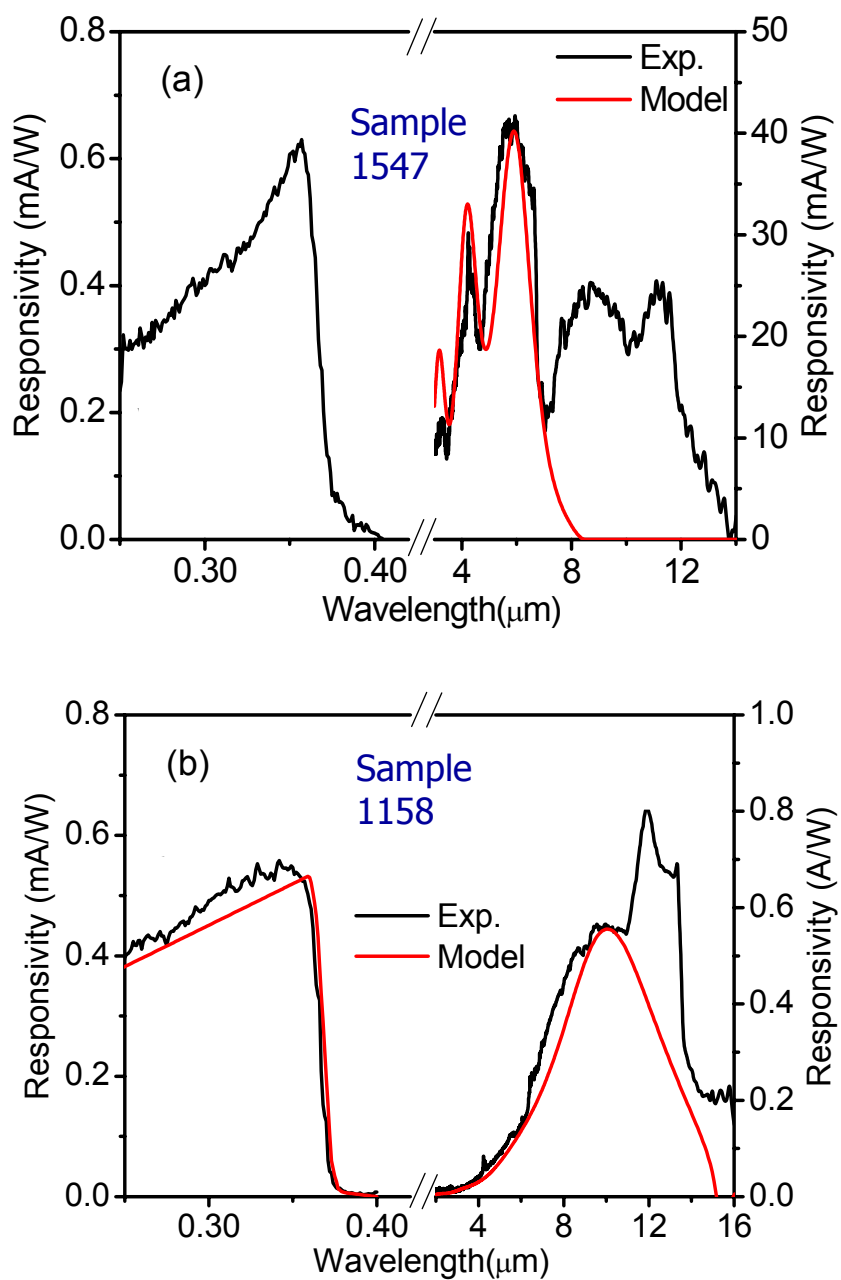 0.8
50
(a)
Exp.
Model
Sample
1547
0.6
40
30
0.4
20
0.2
10
0.0
0
Responsivity (mA/W)
Responsivity (mA/W)
0.30
0.40
4
8
12
Wavelength(μm)
0.8
1.0
(b)
Sample
1158
0.8
0.6
Exp.
Model
0.6
0.4
0.4
0.2
0.2
0.0
0.0
Responsivity (mA/W)
Responsivity (A/W)
0.30
0.40
4
8
12
16
Wavelength(μm)